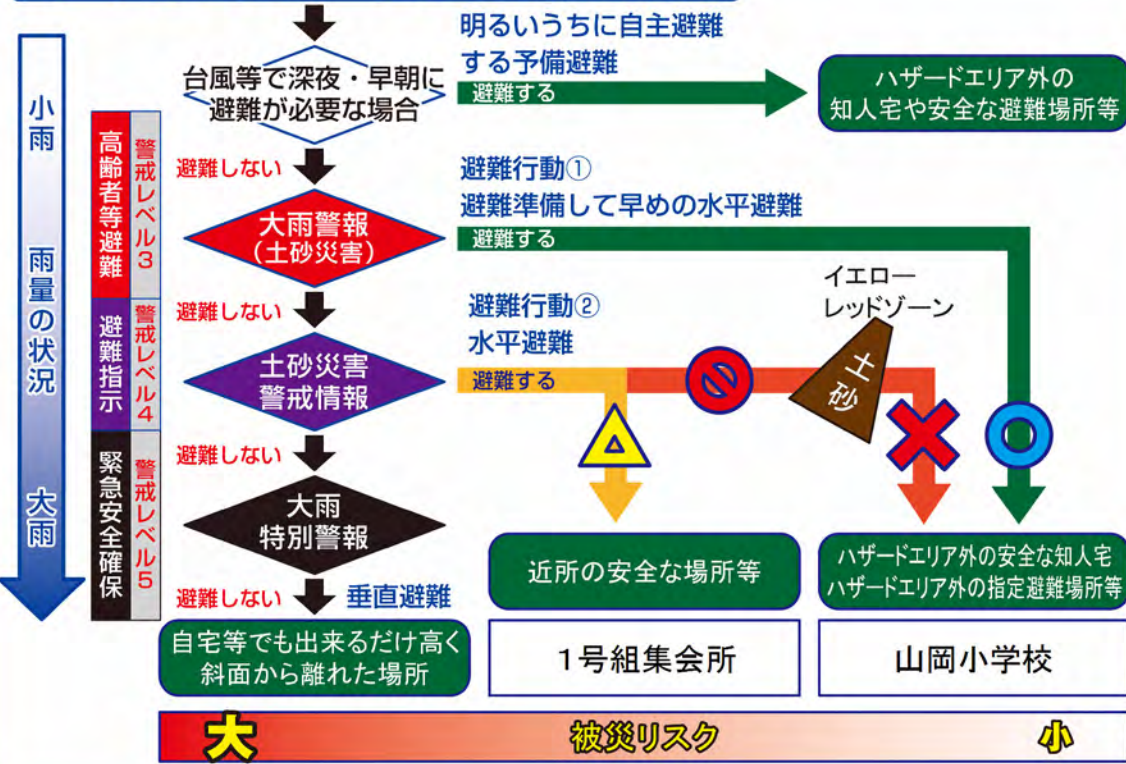 明るいうちに自主避難
する予備避難
台風等で深夜・早朝に
避難が必要な場合
避難する
ハザードエリア外の
知人宅や安全な避難場所等
小雨　雨量の状況　大雨
高齢者等避難
警戒レベル3
避難しない
避難行動①
避難準備して早めの水平避難
大雨警報
(土砂災害)
避難する
イエロー
レッドゾーン
避難指示
警戒レベル4
避難しない
避難行動②
水平避難
土砂災害
警戒情報
避難する
土砂
緊急安全確保
警戒レベル5
避難しない
大雨
特別警報
近所の安全な場所等
ハザードエリア外の安全な知人宅
ハザードエリア外の指定避難場所等
避難しない
垂直避難
自宅等でも出来るだけ高く
斜面から離れた場所
1号組集会所
山岡小学校
大
被災リスク
小